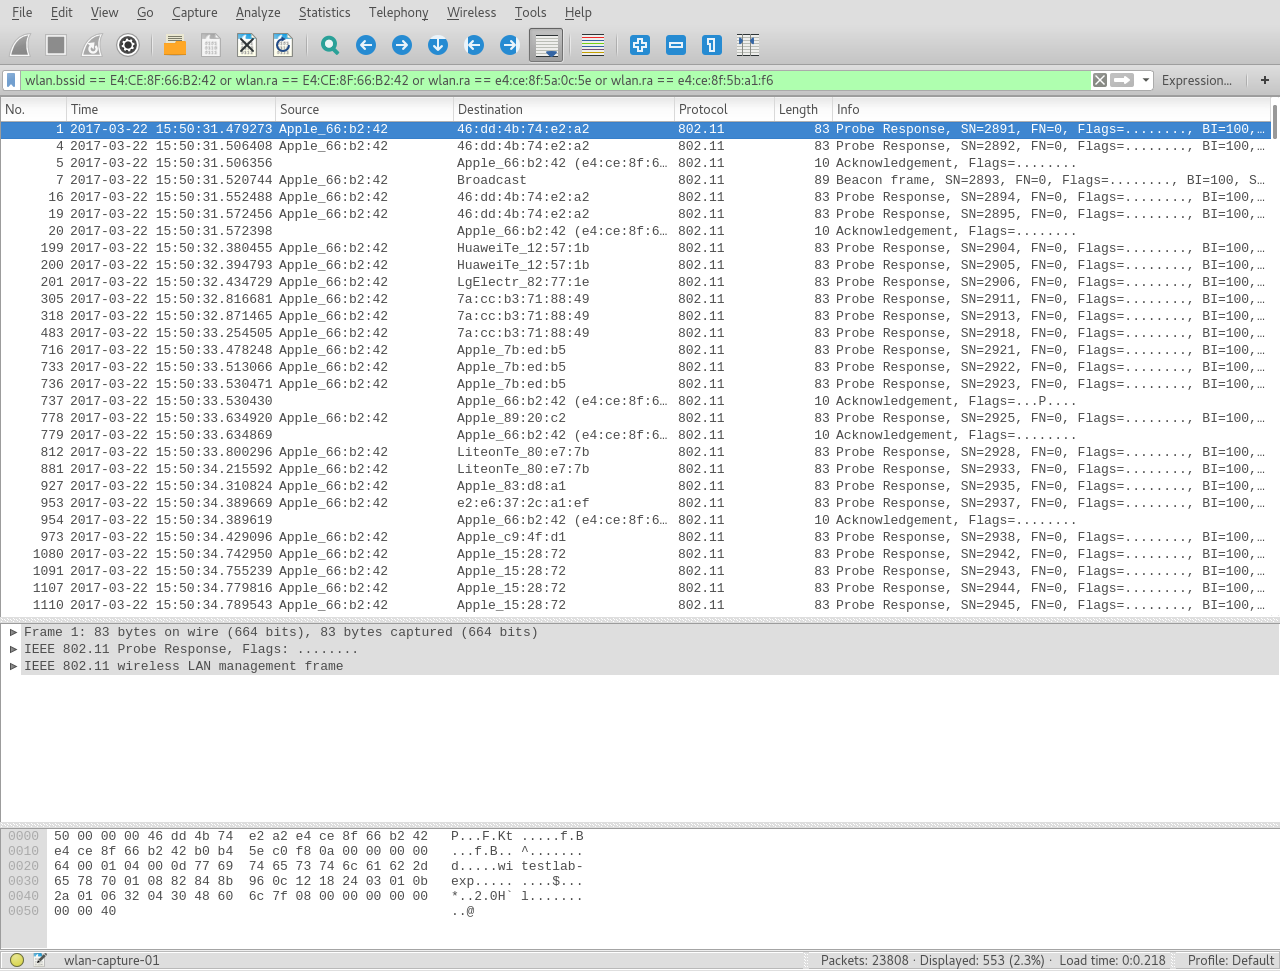 File Edit View Go Capture Analyze Statistics Telephony Wireless Tools Help
wlan.bssid == E4:CE:8F:66:B2:42 or wlan.ra == E4:CE:8F:66:B2:42 or wlan.ra == e4:ce:8f:5a:0c:5e or wlan.ra == e4:ce:8f:5b:a1:f6 Expression... +
No. Time Source Destination Protocol Length Info
1 2017-03-22 15:50:31.479273 Apple_66:b2:42 46:dd:4b:74:e2:a2 802.11 83 Probe Response, SN=2891, FN=0, Flags=........, BI=100,…
4 2017-03-22 15:50:31.506408 Apple_66:b2:42 46:dd:4b:74:e2:a2 802.11 83 Probe Response, SN=2892, FN=0, Flags=........, BI=100,…
5 2017-03-22 15:50:31.506356 Apple_66:b2:42 (e4:ce:8f:6… 802.11 10 Acknowledgement, Flags=........
7 2017-03-22 15:50:31.520744 Apple_66:b2:42 Broadcast 802.11 89 Beacon frame, SN=2893, FN=0, Flags=........, BI=100, S…
16 2017-03-22 15:50:31.552488 Apple_66:b2:42 46:dd:4b:74:e2:a2 802.11 83 Probe Response, SN=2894, FN=0, Flags=........, BI=100,…
19 2017-03-22 15:50:31.572456 Apple_66:b2:42 46:dd:4b:74:e2:a2 802.11 83 Probe Response, SN=2895, FN=0, Flags=........, BI=100,…
20 2017-03-22 15:50:31.572398 Apple_66:b2:42 (e4:ce:8f:6… 802.11 10 Acknowledgement, Flags=........
199 2017-03-22 15:50:32.380455 Apple_66:b2:42 HuaweiTe_12:57:1b 802.11 83 Probe Response, SN=2904, FN=0, Flags=........, BI=100,…
200 2017-03-22 15:50:32.394793 Apple_66:b2:42 HuaweiTe_12:57:1b 802.11 83 Probe Response, SN=2905, FN=0, Flags=........, BI=100,…
201 2017-03-22 15:50:32.434729 Apple_66:b2:42 LgElectr_82:77:1e 802.11 83 Probe Response, SN=2906, FN=0, Flags=........, BI=100,…
305 2017-03-22 15:50:32.816681 Apple_66:b2:42 7a:cc:b3:71:88:49 802.11 83 Probe Response, SN=2911, FN=0, Flags=........, BI=100,…
318 2017-03-22 15:50:32.871465 Apple_66:b2:42 7a:cc:b3:71:88:49 802.11 83 Probe Response, SN=2913, FN=0, Flags=........, BI=100,…
483 2017-03-22 15:50:33.254505 Apple_66:b2:42 7a:cc:b3:71:88:49 802.11 83 Probe Response, SN=2918, FN=0, Flags=........, BI=100,…
716 2017-03-22 15:50:33.478248 Apple_66:b2:42 Apple_7b:ed:b5 802.11 83 Probe Response, SN=2921, FN=0, Flags=........, BI=100,…
733 2017-03-22 15:50:33.513066 Apple_66:b2:42 Apple_7b:ed:b5 802.11 83 Probe Response, SN=2922, FN=0, Flags=........, BI=100,…
736 2017-03-22 15:50:33.530471 Apple_66:b2:42 Apple_7b:ed:b5 802.11 83 Probe Response, SN=2923, FN=0, Flags=........, BI=100,…
737 2017-03-22 15:50:33.530430 Apple_66:b2:42 (e4:ce:8f:6… 802.11 10 Acknowledgement, Flags=...P....
778 2017-03-22 15:50:33.634920 Apple_66:b2:42 Apple_89:20:c2 802.11 83 Probe Response, SN=2925, FN=0, Flags=........, BI=100,…
779 2017-03-22 15:50:33.634869 Apple_66:b2:42 (e4:ce:8f:6… 802.11 10 Acknowledgement, Flags=........
812 2017-03-22 15:50:33.800296 Apple_66:b2:42 LiteonTe_80:e7:7b 802.11 83 Probe Response, SN=2928, FN=0, Flags=........, BI=100,…
881 2017-03-22 15:50:34.215592 Apple_66:b2:42 LiteonTe_80:e7:7b 802.11 83 Probe Response, SN=2933, FN=0, Flags=........, BI=100,…
927 2017-03-22 15:50:34.310824 Apple_66:b2:42 Apple_83:d8:a1 802.11 83 Probe Response, SN=2935, FN=0, Flags=........, BI=100,…
953 2017-03-22 15:50:34.389669 Apple_66:b2:42 e2:e6:37:2c:a1:ef 802.11 83 Probe Response, SN=2937, FN=0, Flags=........, BI=100,…
954 2017-03-22 15:50:34.389619 Apple_66:b2:42 (e4:ce:8f:6… 802.11 10 Acknowledgement, Flags=........
973 2017-03-22 15:50:34.429096 Apple_66:b2:42 Apple_c9:4f:d1 802.11 83 Probe Response, SN=2938, FN=0, Flags=........, BI=100,…
1080 2017-03-22 15:50:34.742950 Apple_66:b2:42 Apple_15:28:72 802.11 83 Probe Response, SN=2942, FN=0, Flags=........, BI=100,…
1091 2017-03-22 15:50:34.755239 Apple_66:b2:42 Apple_15:28:72 802.11 83 Probe Response, SN=2943, FN=0, Flags=........, BI=100,…
1107 2017-03-22 15:50:34.779816 Apple_66:b2:42 Apple_15:28:72 802.11 83 Probe Response, SN=2944, FN=0, Flags=........, BI=100,…
1110 2017-03-22 15:50:34.789543 Apple_66:b2:42 Apple_15:28:72 802.11 83 Probe Response, SN=2945, FN=0, Flags=........, BI=100,…
Frame 1: 83 bytes on wire (664 bits), 83 bytes captured (664 bits)
IEEE 802.11 Probe Response, Flags: ........
IEEE 802.11 wireless LAN management frame
0000 50 00 00 00 46 dd 4b 74 e2 a2 e4 ce 8f 66 b2 42 P...F.Kt .....f.B
0010 e4 ce 8f 66 b2 42 b0 b4 5e c0 f8 0a 00 00 00 00 ...f.B.. ^.......
0020 64 00 01 04 00 0d 77 69 74 65 73 74 6c 61 62 2d d.....wi testlab-
0030 65 78 70 01 08 82 84 8b 96 0c 12 18 24 03 01 0b exp..... ....$...
0040 2a 01 06 32 04 30 48 60 6c 7f 08 00 00 00 00 00 *..2.0H` l.......
0050 00 00 40 ..@
wlan-capture-01 Packets: 23808 · Displayed: 553 (2.3%) · Load time: 0:0.218 Profile: Default